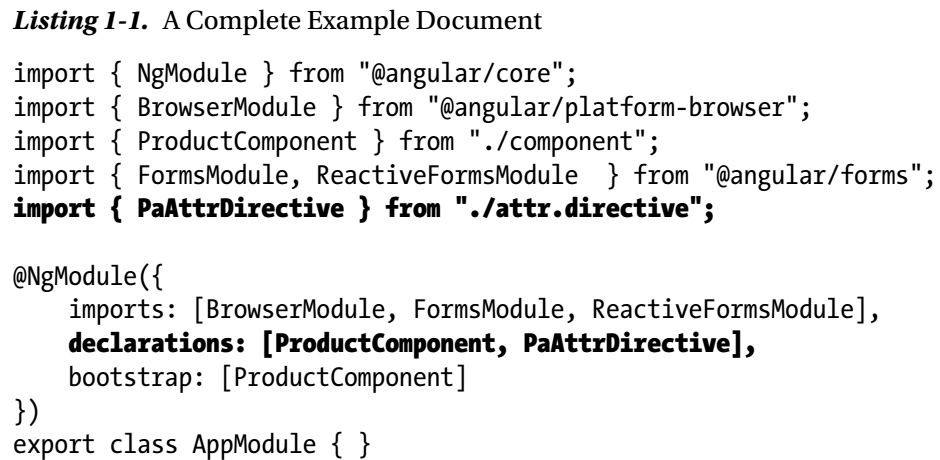 Listing 1-1. A Complete Example Document
import { NgModule } from "@angular/core";
import { BrowserModule } from "@angular/platform-browser";
import { ProductComponent } from "./component";
import { FormsModule, ReactiveFormsModule  } from "@angular/forms";
import { PaAttrDirective } from "./attr.directive";

@NgModule({
    imports: [BrowserModule, FormsModule, ReactiveFormsModule],
    declarations: [ProductComponent, PaAttrDirective],
    bootstrap: [ProductComponent]
})
export class AppModule { }